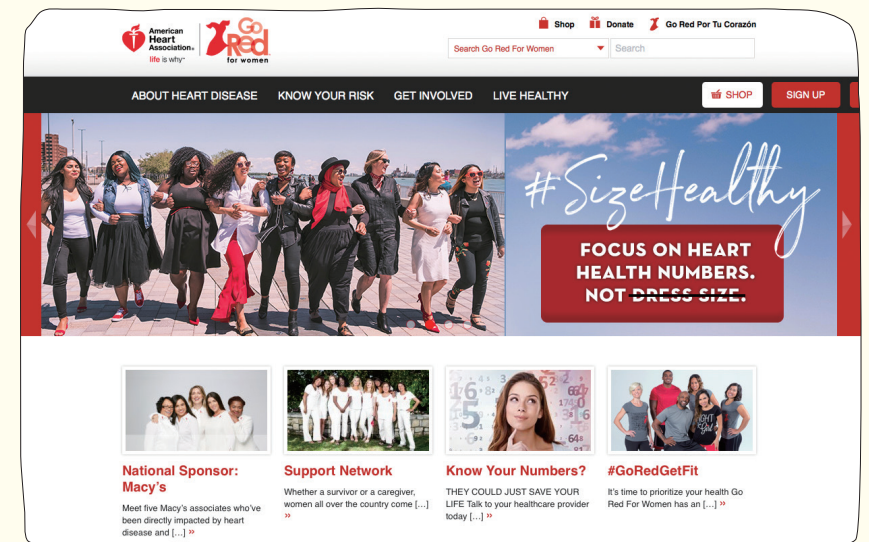 American
Heart
Association®
life is why™
Go
Red
for women
Shop
Donate
Go Red Por Tu Corazón
Search Go Red For Women
Search
ABOUT HEART DISEASE
KNOW YOUR RISK
GET INVOLVED
LIVE HEALTHY
SHOP
SIGN UP
#SizeHealthy
FOCUS ON HEART
HEALTH NUMBERS.
NOT DRESS SIZE.
National Sponsor:
Macy's
Meet five Macy's associates who've
been directly impacted by heart
disease and [...] »
Support Network
Whether a survivor or a caregiver,
women all over the country come [...]
»
Know Your Numbers?
THEY COULD JUST SAVE YOUR
LIFE Talk to your healthcare provider
today [...] »
#GoRedGetFit
It's time to prioritize your health Go
Red For Women has an [...] »